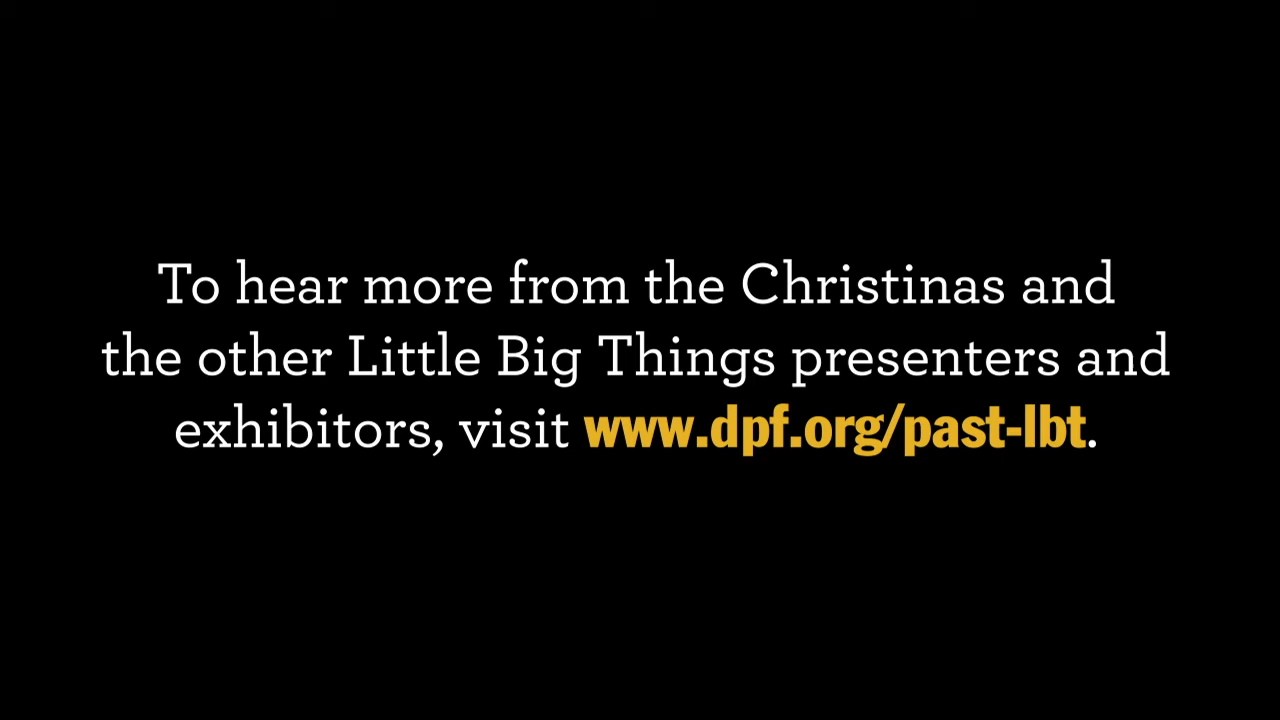 To hear more from the Christinas and
the other Little Big Things presenters and
exhibitors, visit www.dpf.org/past-lbt.